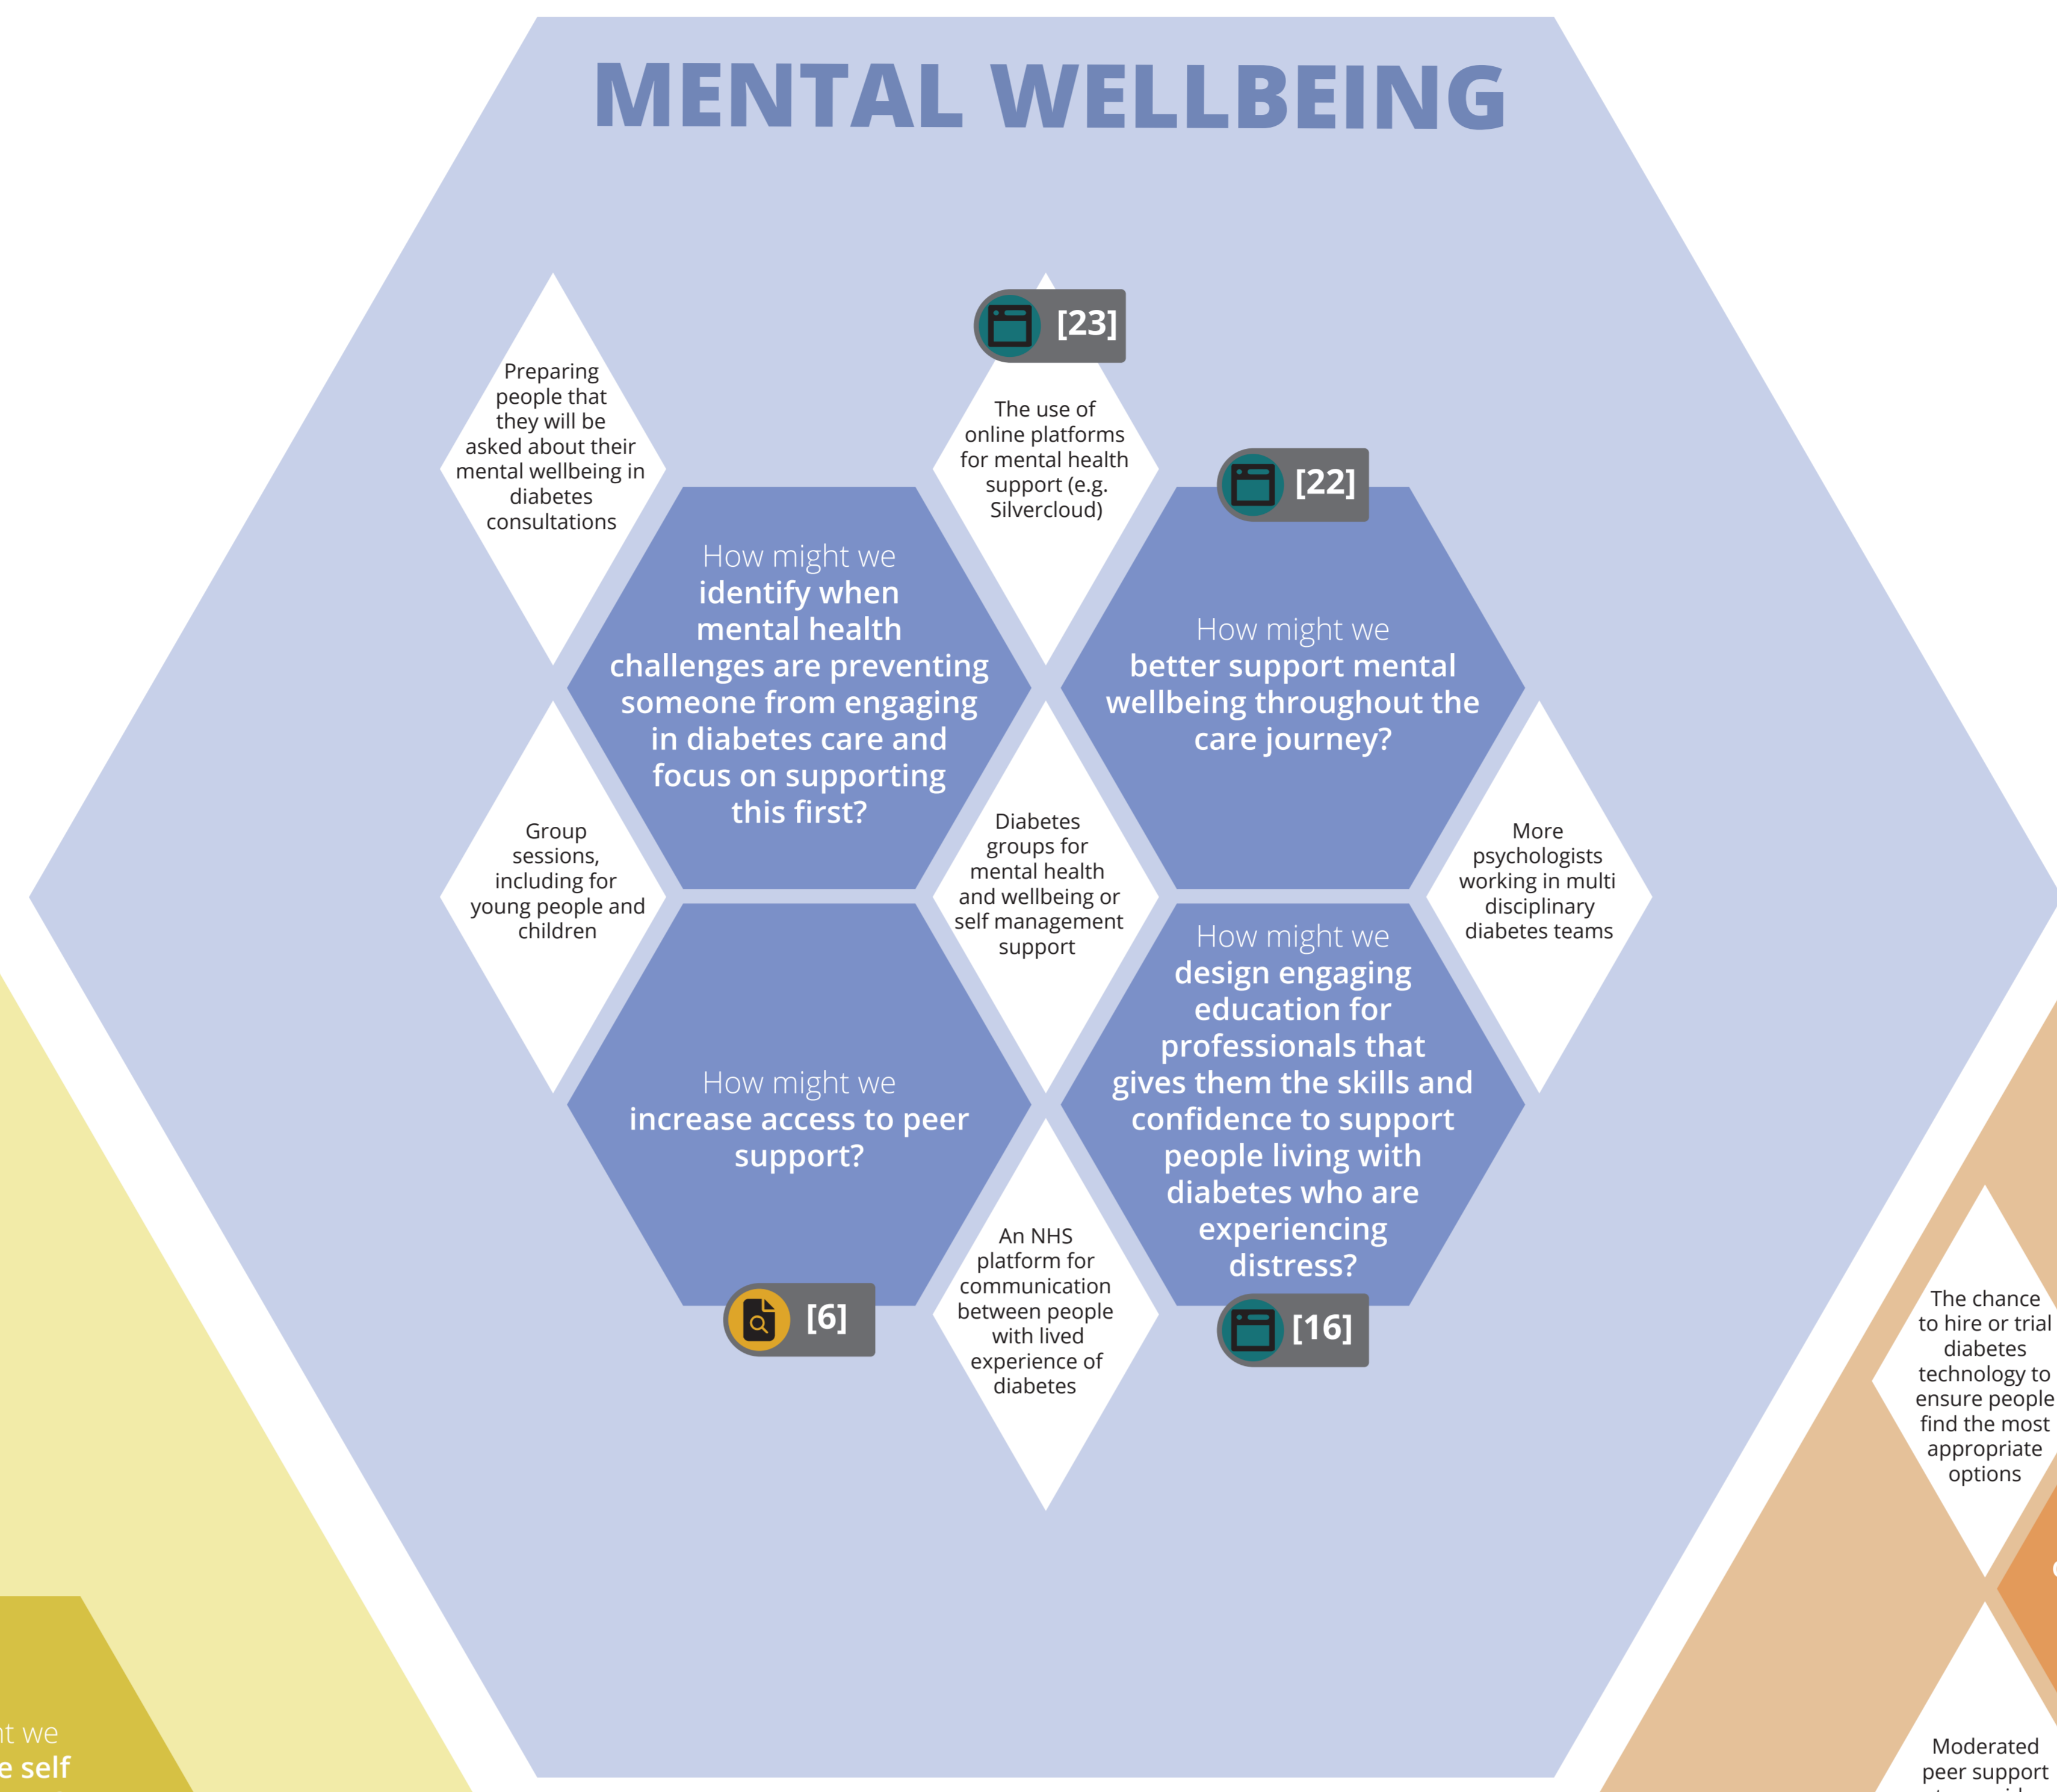 MENTAL WELLBEING
Preparing
people that
they will be
asked about their
mental wellbeing in
diabetes
consultations
[23]
The use of
online platforms
for mental health
support (e.g.
Silvercloud)
[22]
How might we
identify when
mental health
challenges are preventing
someone from engaging
in diabetes care and
focus on supporting
this first?
How might we
better support mental
wellbeing throughout the
care journey?
Group
sessions,
including for
young people and
children
Diabetes
groups for
mental health
and wellbeing or
self management
support
More
psychologists
working in multi
disciplinary
diabetes teams
How might we
increase access to peer
support?
[6]
How might we
design engaging
education for
professionals that
gives them the skills and
confidence to support
people living with
diabetes who are
experiencing
distress?
[16]
An NHS
platform for
communication
between people
with lived
experience of
diabetes
The chance
to hire or trial
diabetes
technology to
ensure people
find the most
appropriate
options
we
self
Moderated
peer support